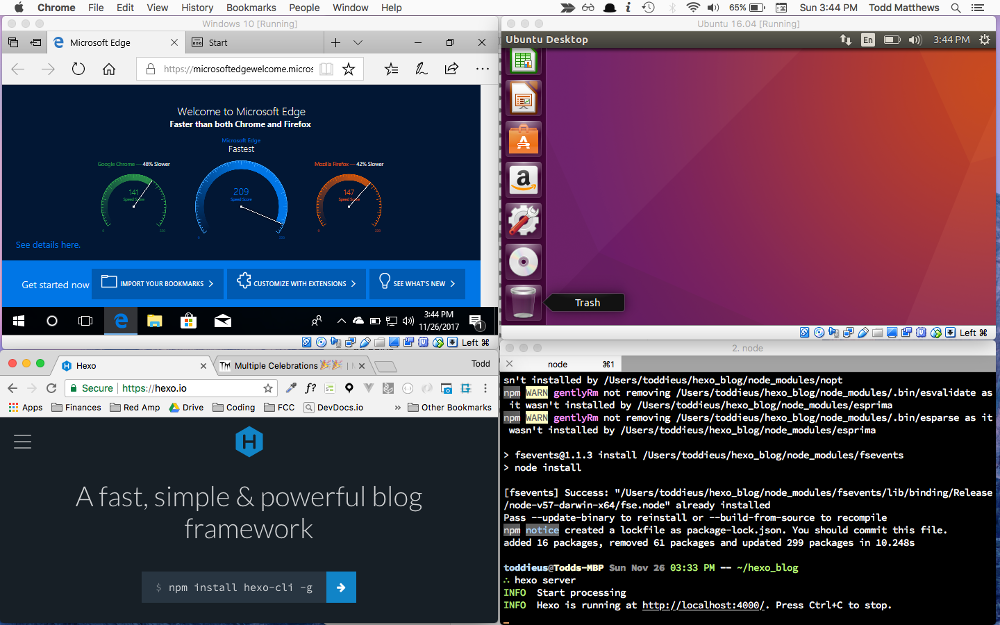 Chrome File Edit View History Bookmarks People Window Help 65% Sun 3:44 PM Todd Matthews
Windows 10 [Running]
Microsoft Edge Start
https://microsoftedgewelcome.micros
Welcome to Microsoft Edge
Faster than both Chrome and Firefox
Microsoft Edge
Fastest
Google Chrome — 48% Slower
Mozilla Firefox — 42% Slower
141
Speed Score
209
Speed Score
147
Speed Score
See details here.
Get started now
IMPORT YOUR BOOKMARKS >
CUSTOMIZE WITH EXTENSIONS >
SEE WHAT'S NEW >
3:44 PM
11/26/2017
1
Left ⌘
Ubuntu 16.04 [Running]
Ubuntu Desktop En 3:44 PM
Trash
Left ⌘
Hexo Multiple Celebrations Todd
Secure https://hexo.io
Apps Finances Red Amp Drive Coding FCC DevDocs.io » Other Bookmarks
A fast, simple & powerful blog
framework
$ npm install hexo-cli -g
2. node
node ⌘1
sn't installed by /Users/toddieus/hexo_blog/node_modules/nopt
npm WARN gentlyRm not removing /Users/toddieus/hexo_blog/node_modules/.bin/esvalidate as
it wasn't installed by /Users/toddieus/hexo_blog/node_modules/esprima
npm WARN gentlyRm not removing /Users/toddieus/hexo_blog/node_modules/.bin/esparse as it
wasn't installed by /Users/toddieus/hexo_blog/node_modules/esprima
> fsevents@1.1.3 install /Users/toddieus/hexo_blog/node_modules/fsevents
> node install
[fsevents] Success: "/Users/toddieus/hexo_blog/node_modules/fsevents/lib/binding/Release
/node-v57-darwin-x64/fse.node" already installed
Pass --update-binary to reinstall or --build-from-source to recompile
npm notice created a lockfile as package-lock.json. You should commit this file.
added 16 packages, removed 61 packages and updated 299 packages in 10.248s
toddieus@Todds-MBP Sun Nov 26 03:33 PM -- ~/hexo_blog
∴ hexo server
INFO Start processing
INFO Hexo is running at http://localhost:4000/. Press Ctrl+C to stop.